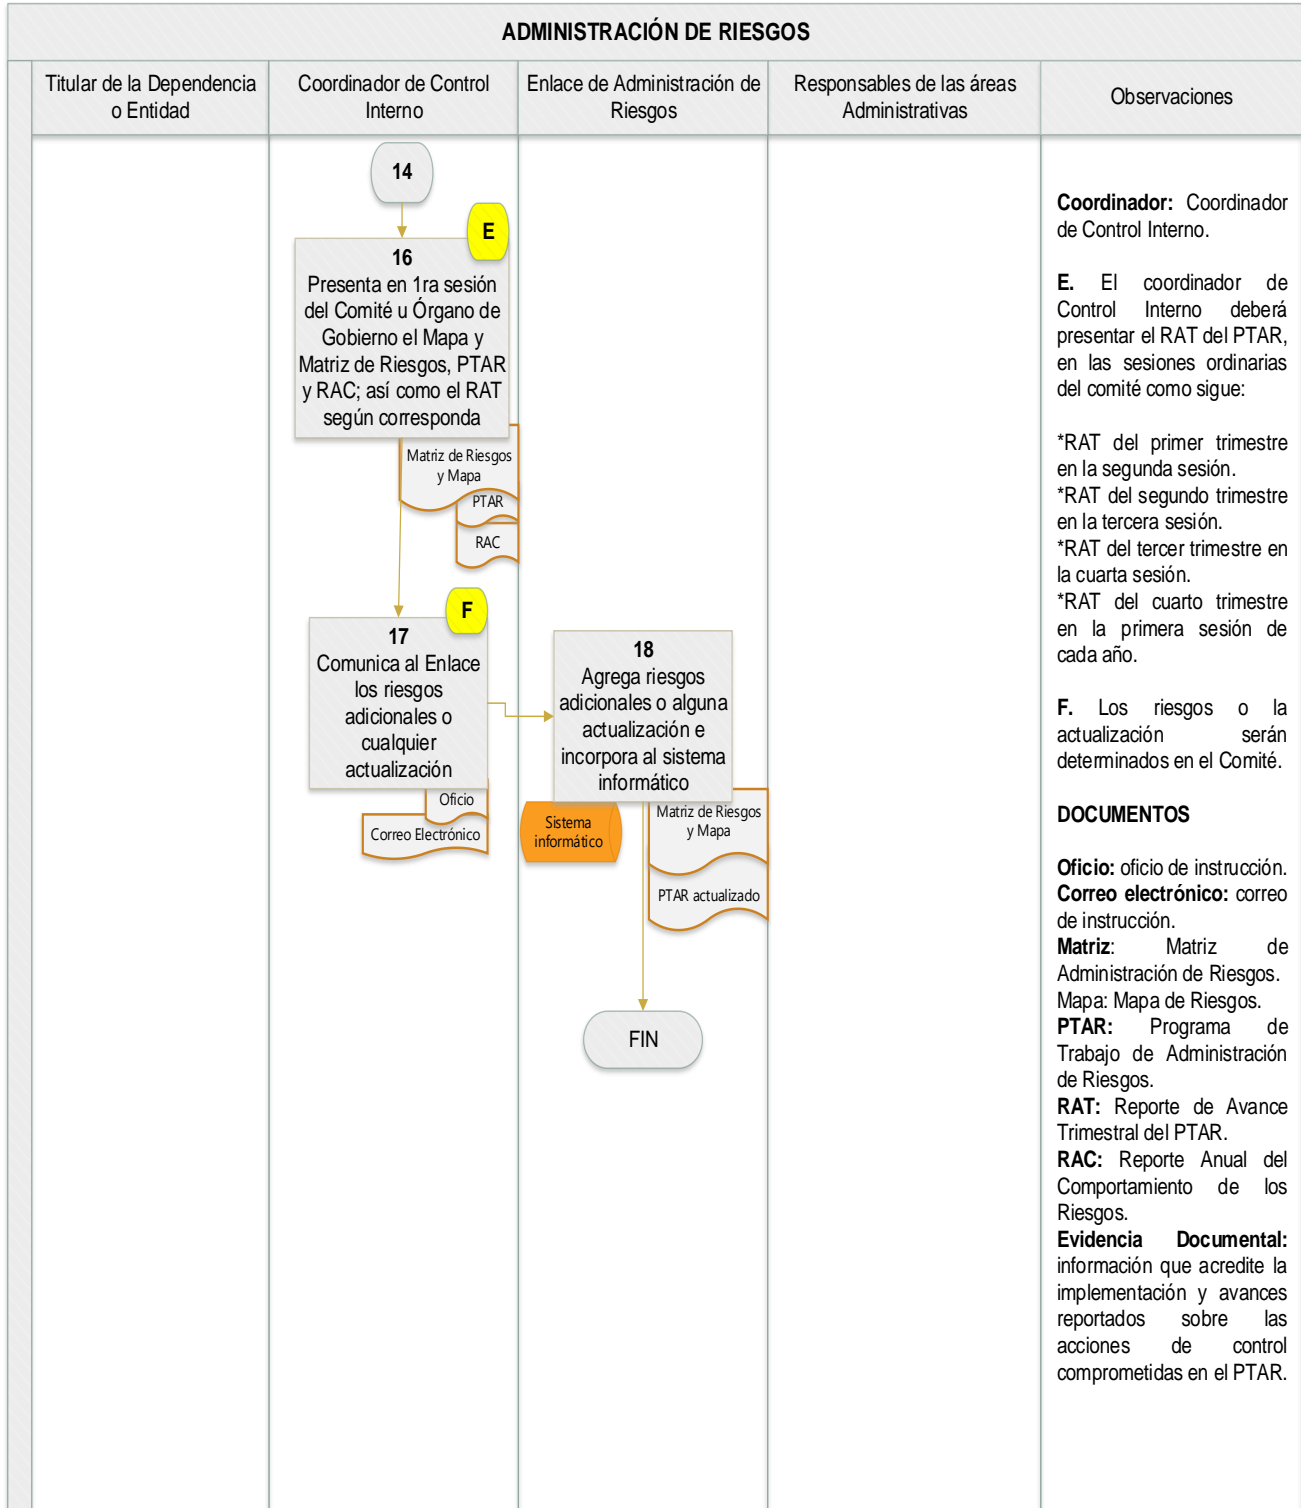 ADMINISTRACIÓN DE RIESGOS
Titular de la Dependencia
o Entidad
Coordinador de Control
Interno
Enlace de Administración de
Riesgos
Responsables de las áreas
Administrativas
Observaciones
14
E
16
Presenta en 1ra sesión
del Comité u Órgano de
Gobierno el Mapa y
Matriz de Riesgos, PTAR
y RAC; así como el RAT
según corresponda
Matriz de Riesgos
y Mapa
PTAR
RAC
F
17
Comunica al Enlace
los riesgos
adicionales o
cualquier
actualización
Oficio
Correo Electrónico
18
Agrega riesgos
adicionales o alguna
actualización e
incorpora al sistema
informático
Sistema
informático
Matriz de Riesgos
y Mapa
PTAR actualizado
FIN
Coordinador: Coordinador
de Control Interno.
E. El coordinador de
Control Interno deberá
presentar el RAT del PTAR,
en las sesiones ordinarias
del comité como sigue:
*RAT del primer trimestre
en la segunda sesión.
*RAT del segundo trimestre
en la tercera sesión.
*RAT del tercer trimestre en
la cuarta sesión.
*RAT del cuarto trimestre
en la primera sesión de
cada año.
F. Los riesgos o la
actualización serán
determinados en el Comité.
DOCUMENTOS
Oficio: oficio de instrucción.
Correo electrónico: correo
de instrucción.
Matriz: Matriz de
Administración de Riesgos.
Mapa: Mapa de Riesgos.
PTAR: Programa de
Trabajo de Administración
de Riesgos.
RAT: Reporte de Avance
Trimestral del PTAR.
RAC: Reporte Anual del
Comportamiento de los
Riesgos.
Evidencia Documental:
información que acredite la
implementación y avances
reportados sobre las
acciones de control
comprometidas en el PTAR.